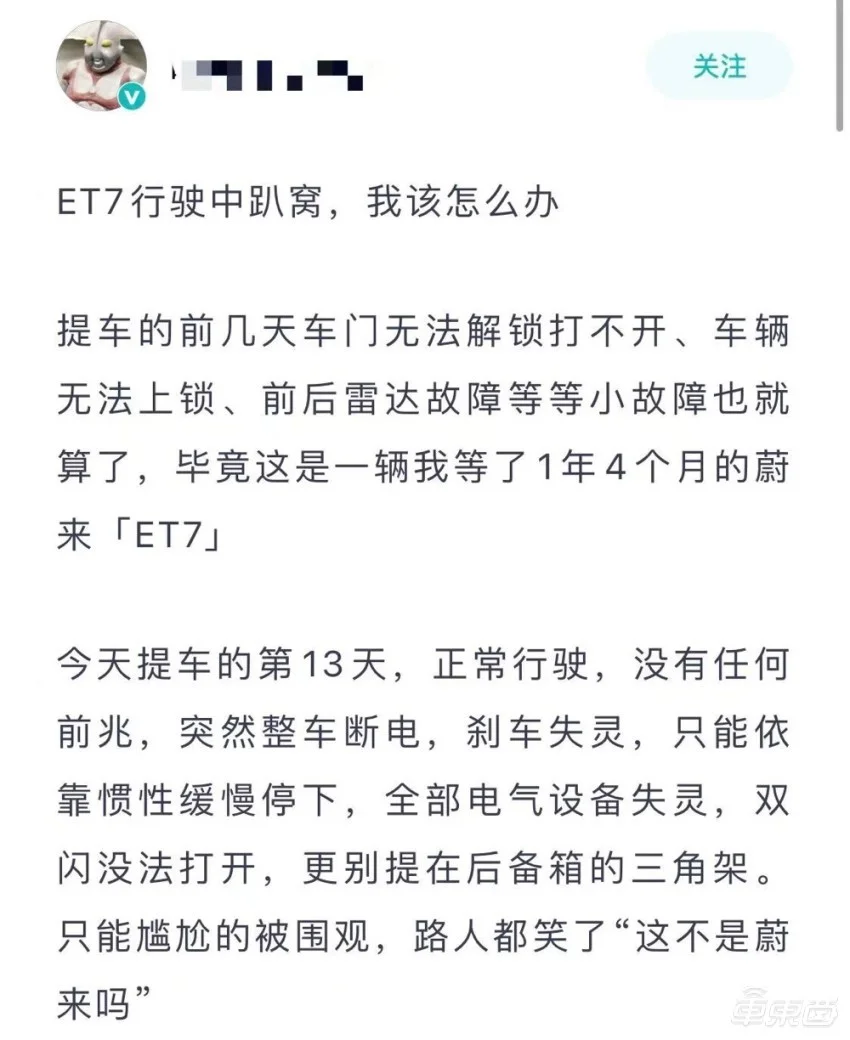 关注
ET7行驶中趴窝，我该怎么办
提车的前几天车门无法解锁打不开、车辆
无法上锁、前后雷达故障等等小故障也就
算了，毕竟这是一辆我等了1年4个月的蔚
来「ET7」
今天提车的第13天，正常行驶，没有任何
前兆，突然整车断电，刹车失灵，只能依
靠惯性缓慢停下，全部电气设备失灵，双
闪没法打开，更别提在后备箱的三角架。
只能尴尬的被围观，路人都笑了“这不是蔚
来吗”
車東西